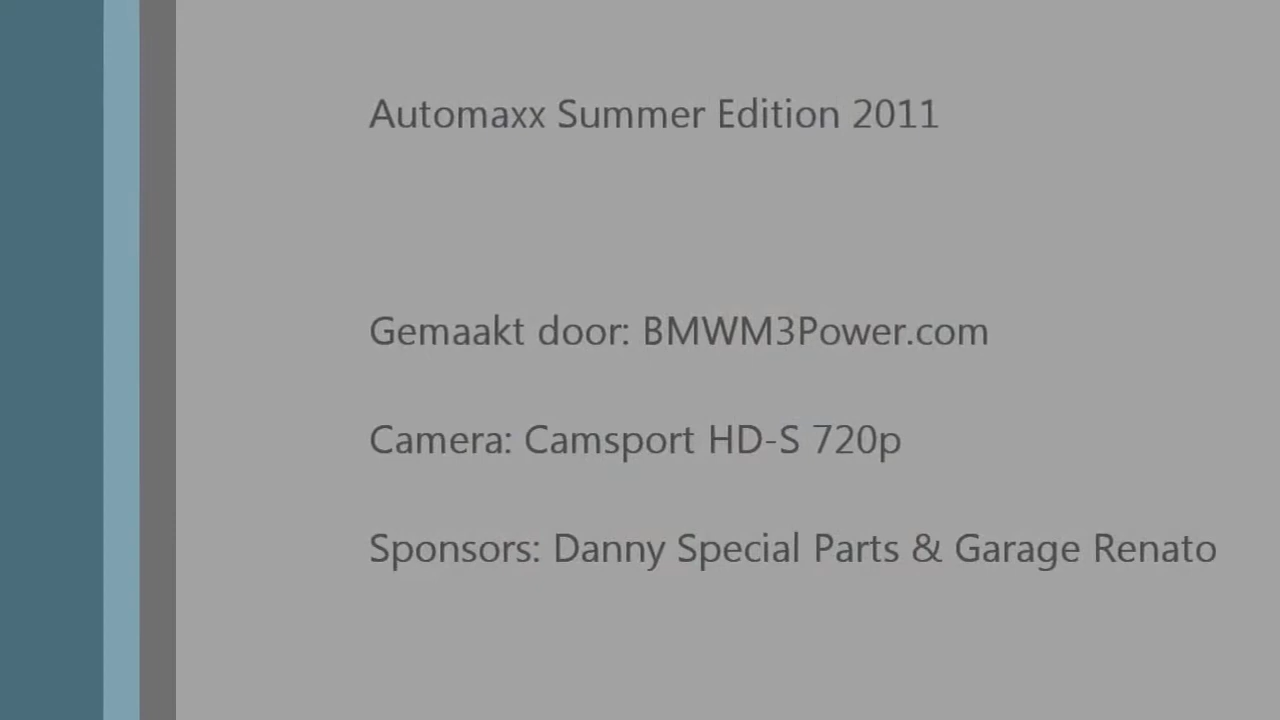 Automaxx Summer Edition 2011
Gemaakt door: BMWM3Power.com
Camera: Camsport HD-S 720p
Sponsors: Danny Special Parts & Garage Renato